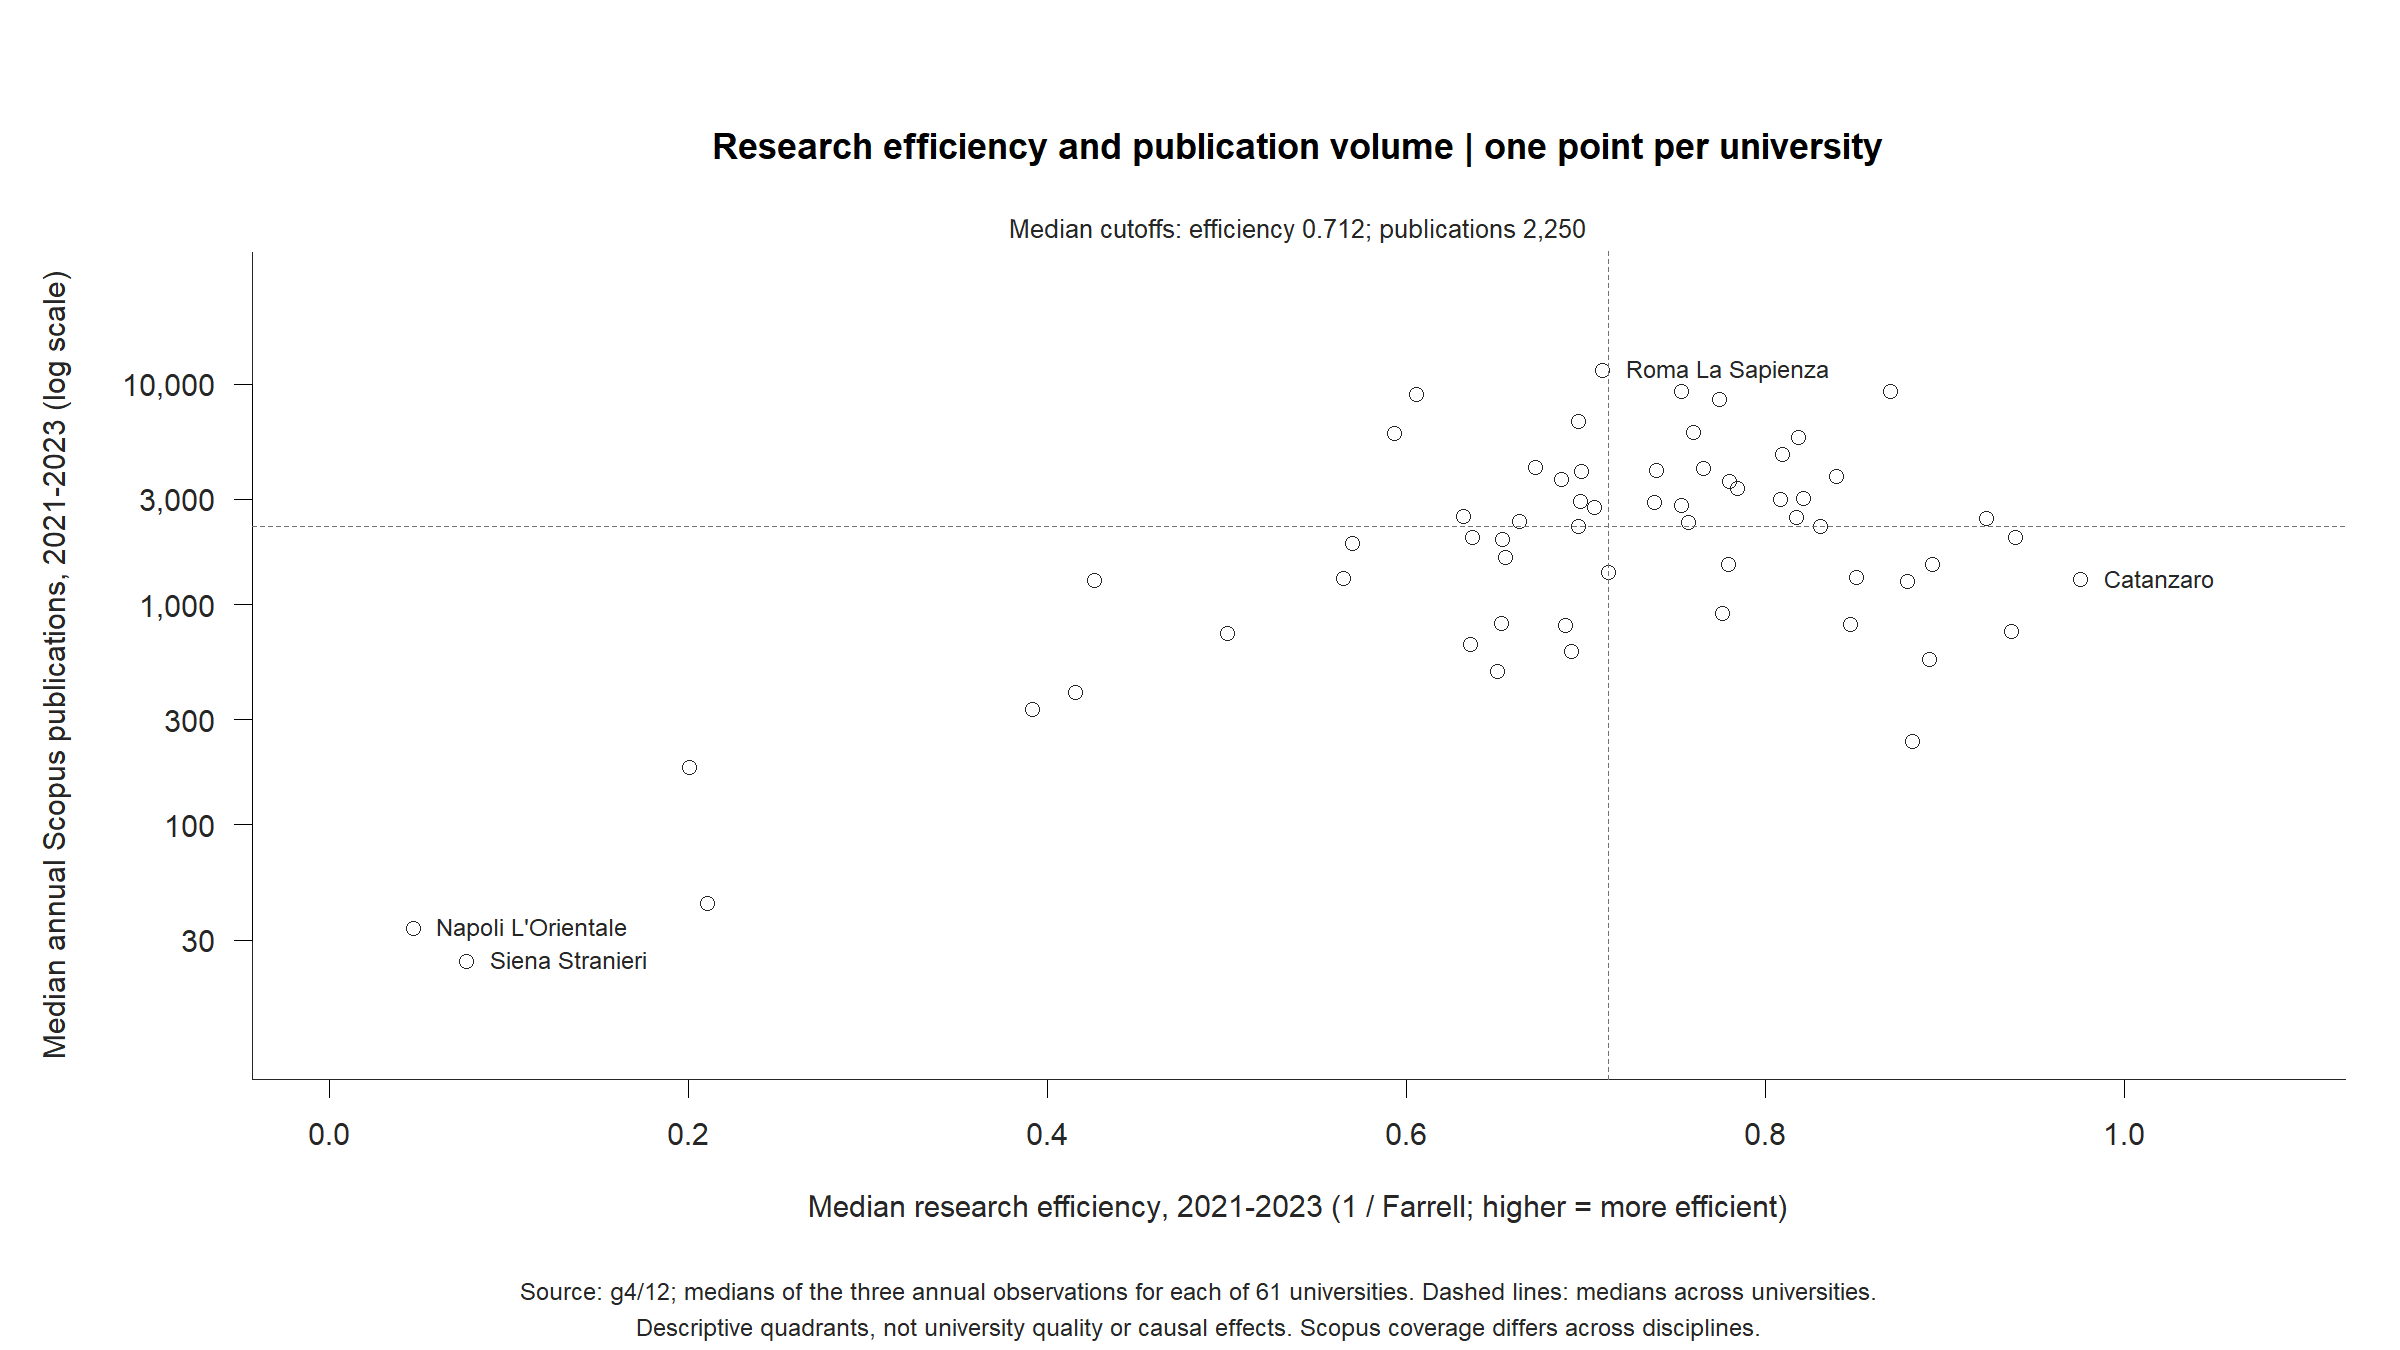 Research efficiency and publication volume | one point per university
Median cutoffs: efficiency 0.712; publications 2,250
Median annual Scopus publications, 2021-2023 (log scale)
10,000
3,000
1,000
300
100
30
Roma La Sapienza
Catanzaro
Napoli L'Orientale
Siena Stranieri
0.0
0.2
0.4
0.6
0.8
1.0
Median research efficiency, 2021-2023 (1 / Farrell; higher = more efficient)
Source: g4/12; medians of the three annual observations for each of 61 universities. Dashed lines: medians across universities.
Descriptive quadrants, not university quality or causal effects. Scopus coverage differs across disciplines.